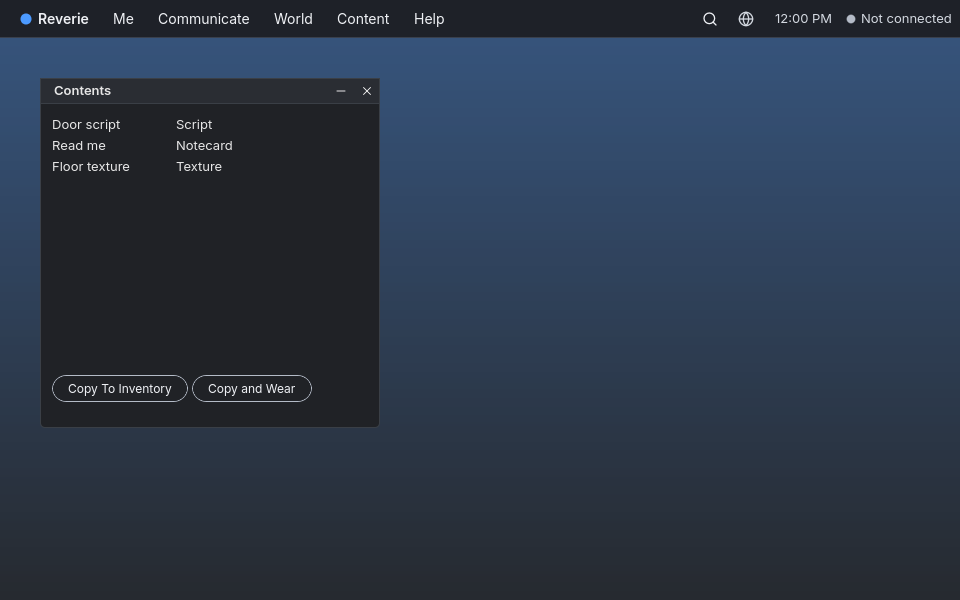 Reverie Me Communicate World Content Help 12:00 PM Not connected
Contents
Door script Script
Read me Notecard
Floor texture Texture
Copy To Inventory Copy and Wear